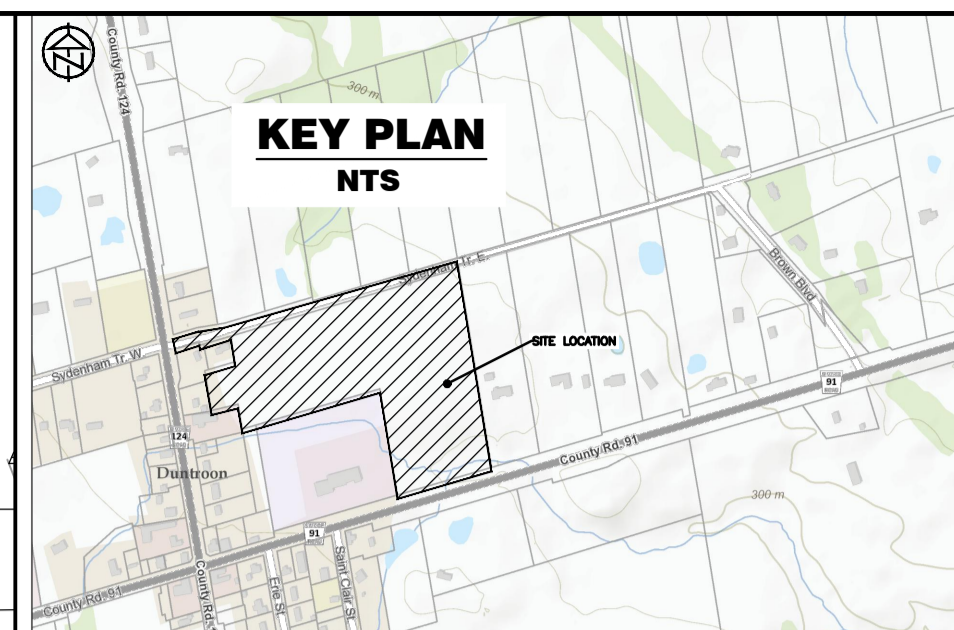 N
County Rd. 124
300 m
KEY PLAN
NTS
Sydenham Tr. E.
Brown Blvd
SITE LOCATION
Sydenham Tr. W.
91
124
County Rd. 91
Duntroon
300 m
91
Saint Clair St.
Erie St.
County Rd.
County Rd. 91